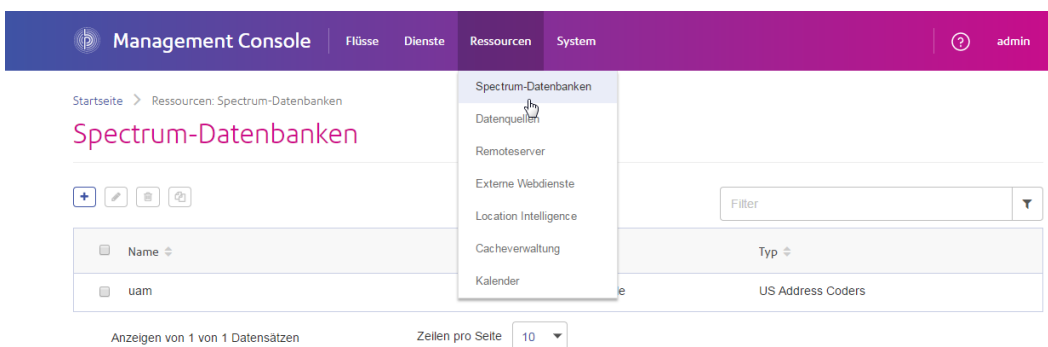 Management Console Flüsse Dienste Ressourcen System ? admin
Startseite > Ressourcen: Spectrum-Datenbanken
Spectrum-Datenbanken
Spectrum-Datenbanken
Datenquellen
Remoteserver
Externe Webdienste
Location Intelligence
Cacheverwaltung
Kalender
Filter
Name Typ
uam US Address Coders
Anzeigen von 1 von 1 Datensätzen Zeilen pro Seite 10